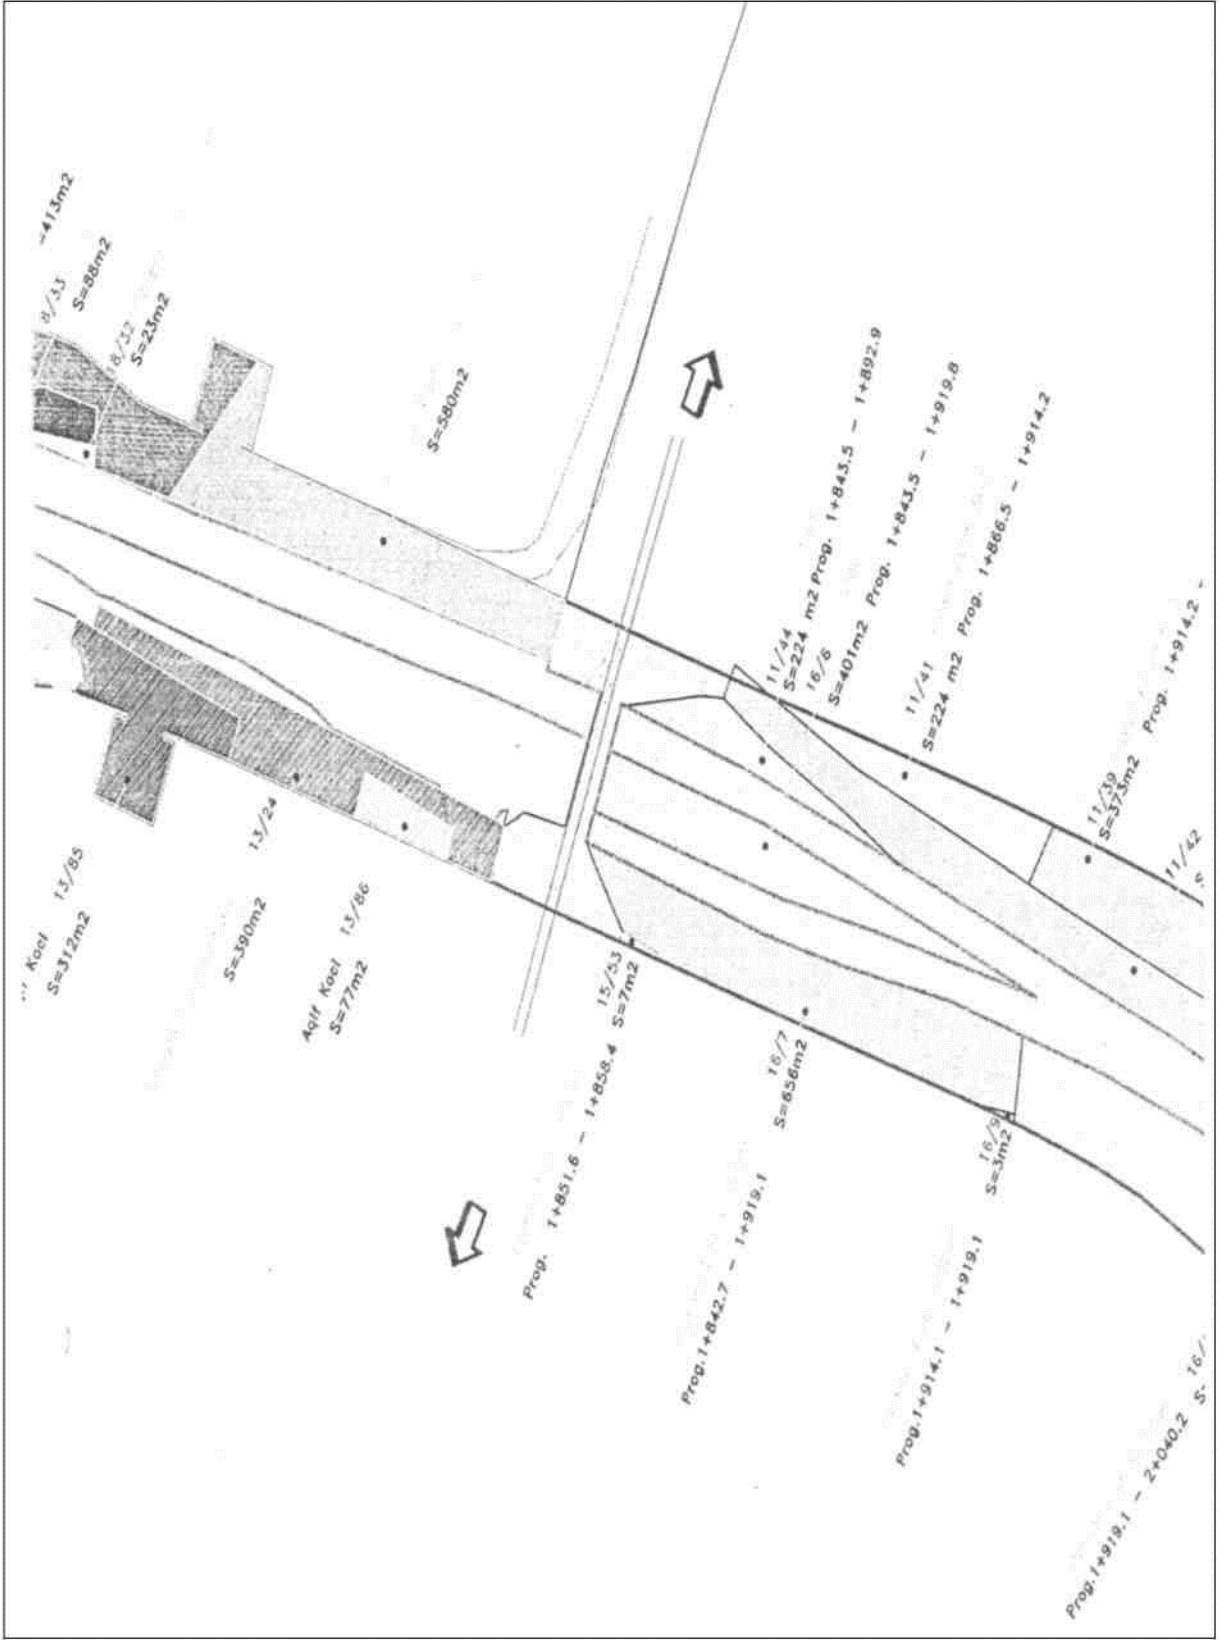 =413m2
8/33
S=88m2
8/32
S=23m2
S=580m2
11/44
S=224 m2 Prog. 1+843.5 - 1+892.9
16/6
S=401m2 Prog. 1+843.5 - 1+919.8
11/41
S=224 m2 Prog. 1+866.5 - 1+914.2
11/39
S=373m2 Prog. 1+914.2 -
11/42
S.
Koci 13/85
S=312m2
13/24
S=390m2
Aqif Koci 13/86
S=77m2
15/53
Prog. 1+851.6 - 1+858.4 S=7m2
16/7
S=656m2
Prog.1+842.7 - 1+919.1
16/9
S=3m2
Prog.1+914.1 - 1+919.1
16/
Prog.1+919.1 - 2+040.2 S-